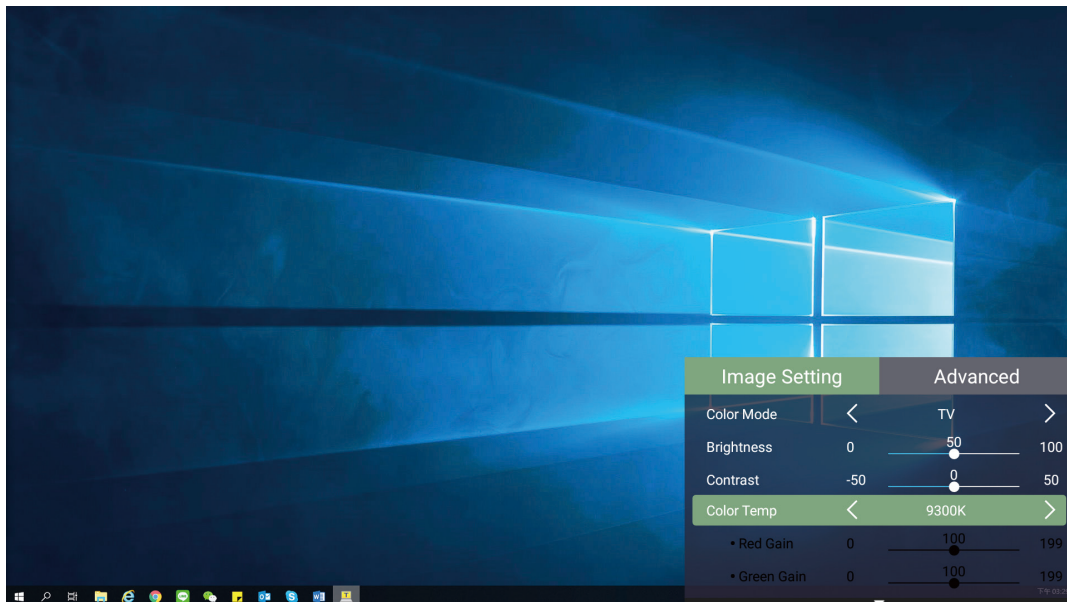 Image Setting Advanced
Color Mode TV
Brightness 0 50 100
Contrast -50 0 50
Color Temp 9300K
• Red Gain 0 100 199
• Green Gain 0 100 199